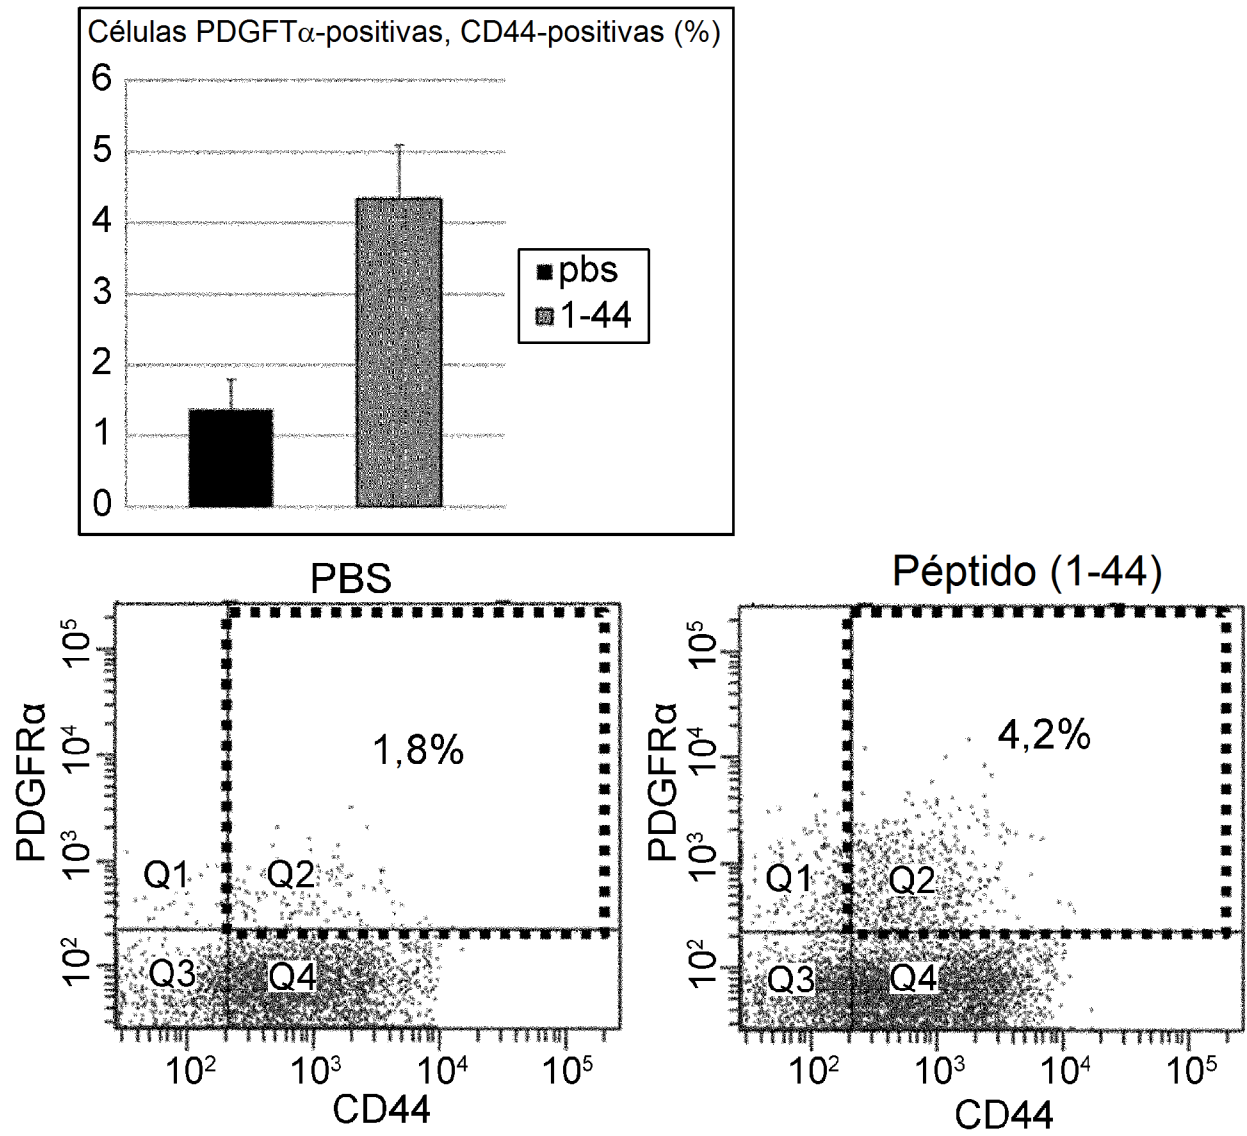 Células PDGFTα-positivas, CD44-positivas (%)
6
5
4
3
2
1
0
pbs
1-44
PBS
PDGFRα
10⁵
10⁴
10³
10²
1,8%
Q1
Q2
Q3
Q4
10² 10³ 10⁴ 10⁵
CD44
Péptido (1-44)
PDGFRα
10⁵
10⁴
10³
10²
4,2%
Q1
Q2
Q3
Q4
10² 10³ 10⁴ 10⁵
CD44